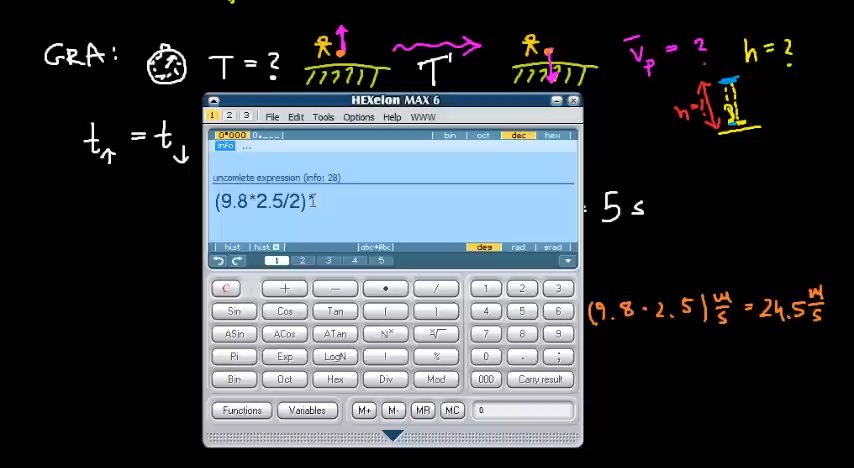 GRA: T = ? T' v̄p = ? h = ?
h = ?
t↑ = t↓
= 5 s
(9.8 · 2.5) m/s = 24.5 m/s
HEXelon MAX 6
1 2 3 File Edit Tools Options Help WWW
0*000 0,___ bin oct dec hex
info ...
uncomlete expression (info: 28)
(9.8*2.5/2)*
hist hist abc+Abc deg rad grad
1 2 3 4 5
C + − • / 1 2 3
Sin Cos Tan ( ) 4 5 6
ASin ACos ATan N^x x√ 7 8 9
Pi Exp LogN ! % 0 . ;
Bin Oct Hex Div Mod 000 Carry result
Functions Variables M+ M- MR MC 0